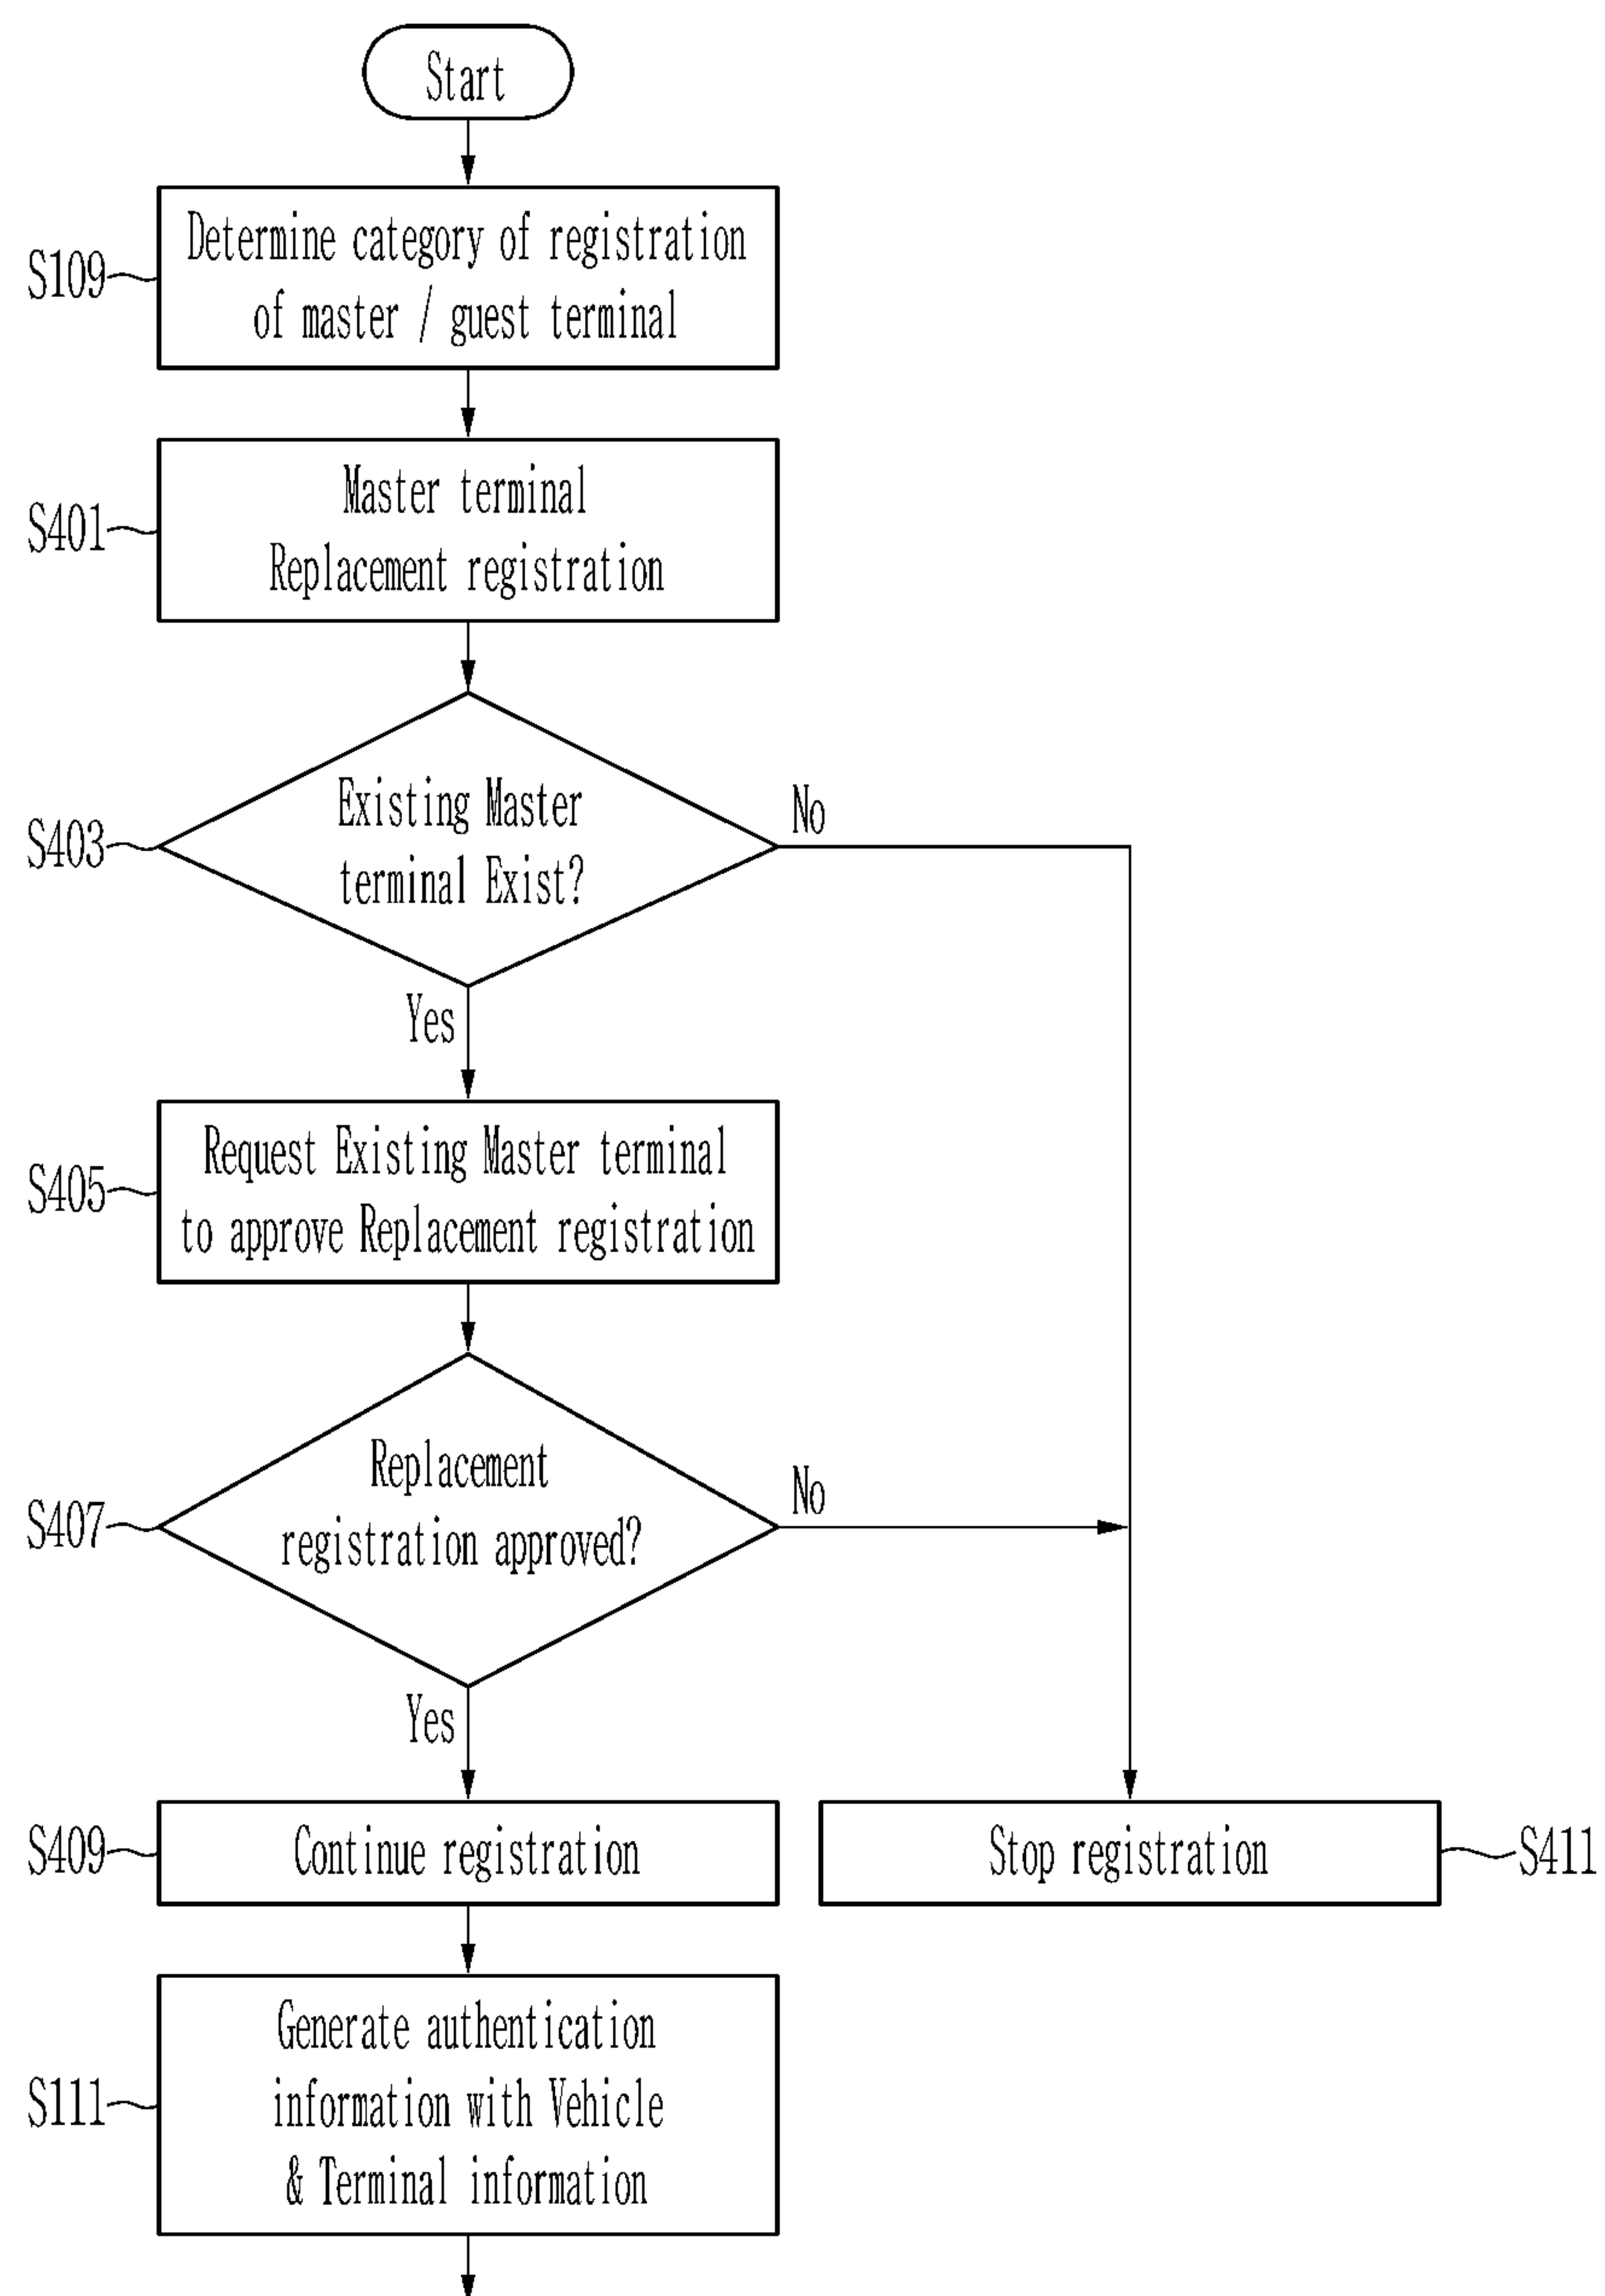 Start
S109
Determine category of registration
of master / guest terminal
S401
Master terminal
Replacement registration
S403
Existing Master
terminal Exist?
No
Yes
S405
Request Existing Master terminal
to approve Replacement registration
S407
Replacement
registration approved?
No
Yes
S409
Continue registration
Stop registration
S411
S111
Generate authentication
information with Vehicle
& Terminal information